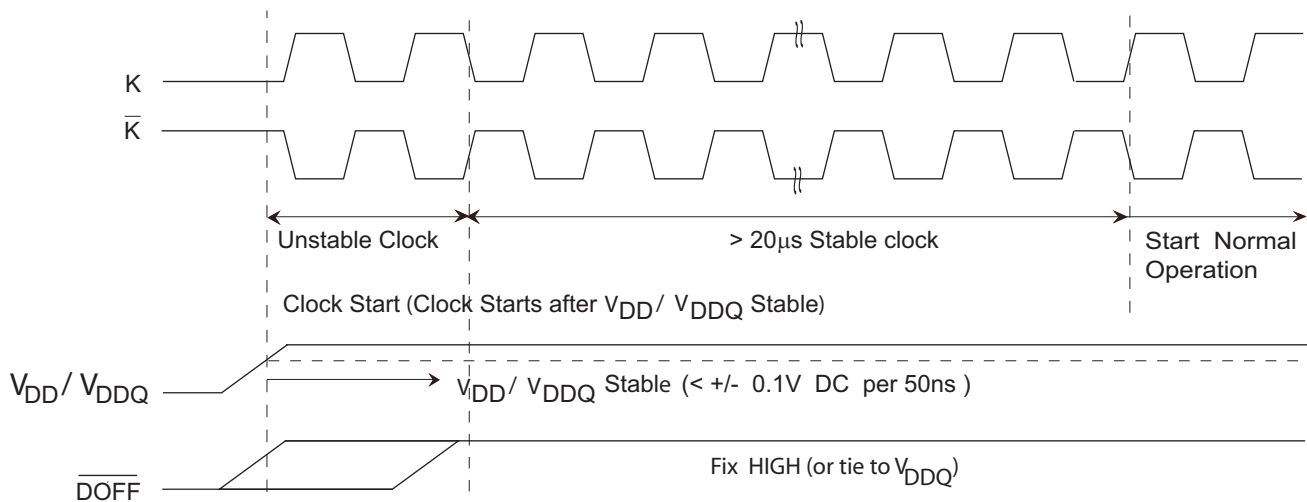 K
K̅
Unstable Clock
> 20μs Stable clock
Start Normal
Operation
Clock Start (Clock Starts after VDD / VDDQ Stable)
VDD / VDDQ
VDD / VDDQ Stable (< +/- 0.1V DC per 50ns )
D̅O̅F̅F̅
Fix HIGH (or tie to VDDQ)